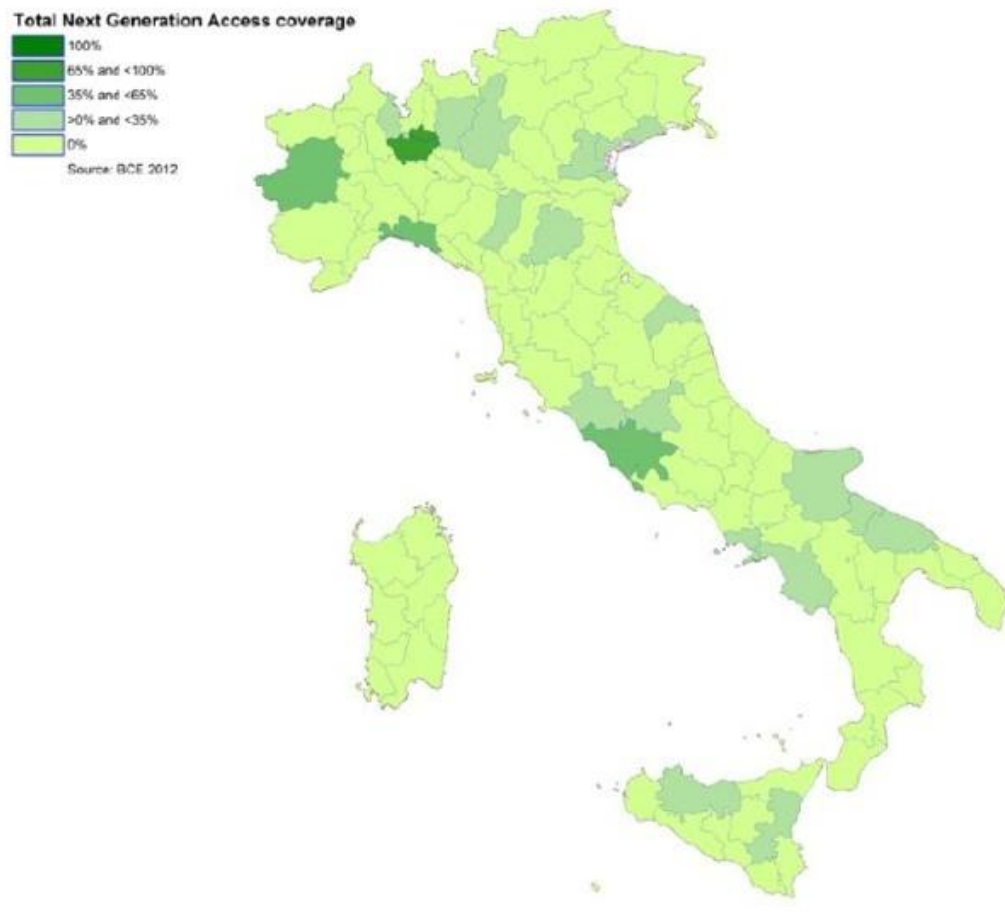 Total Next Generation Access coverage
100%
65% and <100%
35% and <65%
>0% and <35%
0%
Source: BCE 2012